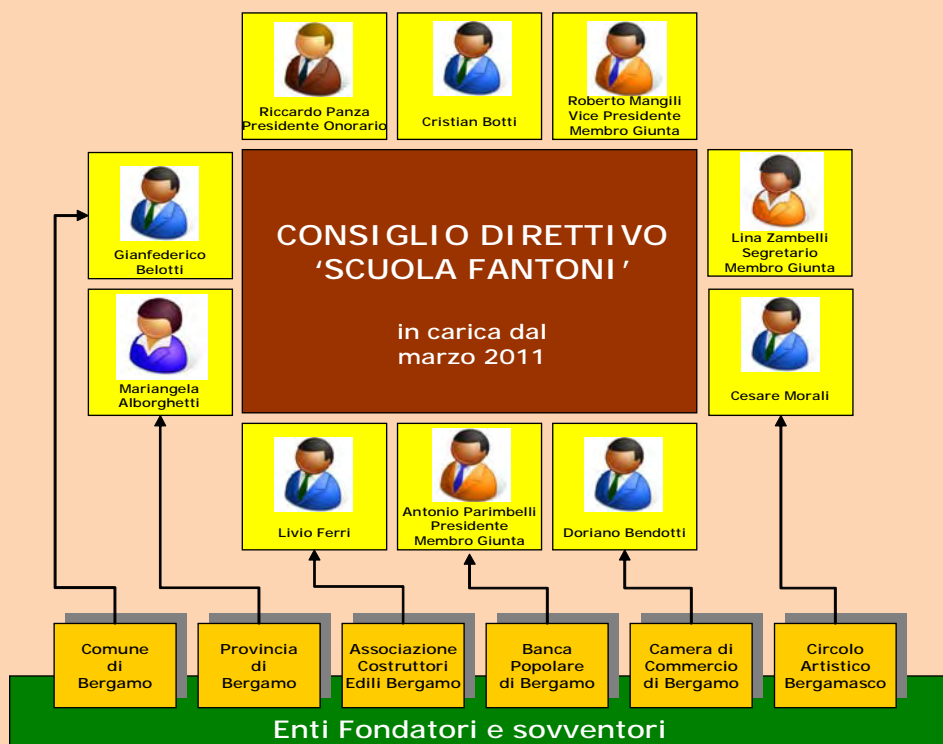 Riccardo Panza
Presidente Onorario
Cristian Botti
Roberto Mangili
Vice Presidente
Membro Giunta
Gianfederico
Belotti
CONSIGLIO DIRETTIVO
‘SCUOLA FANTONI’
in carica dal
marzo 2011
Lina Zambelli
Segretario
Membro Giunta
Mariangela
Alborghetti
Cesare Morali
Livio Ferri
Antonio Parimbelli
Presidente
Membro Giunta
Doriano Bendotti
Comune
di
Bergamo
Provincia
di
Bergamo
Associazione
Costruttori
Edili Bergamo
Banca
Popolare
di Bergamo
Camera di
Commercio
di Bergamo
Circolo
Artistico
Bergamasco
Enti Fondatori e sovventori